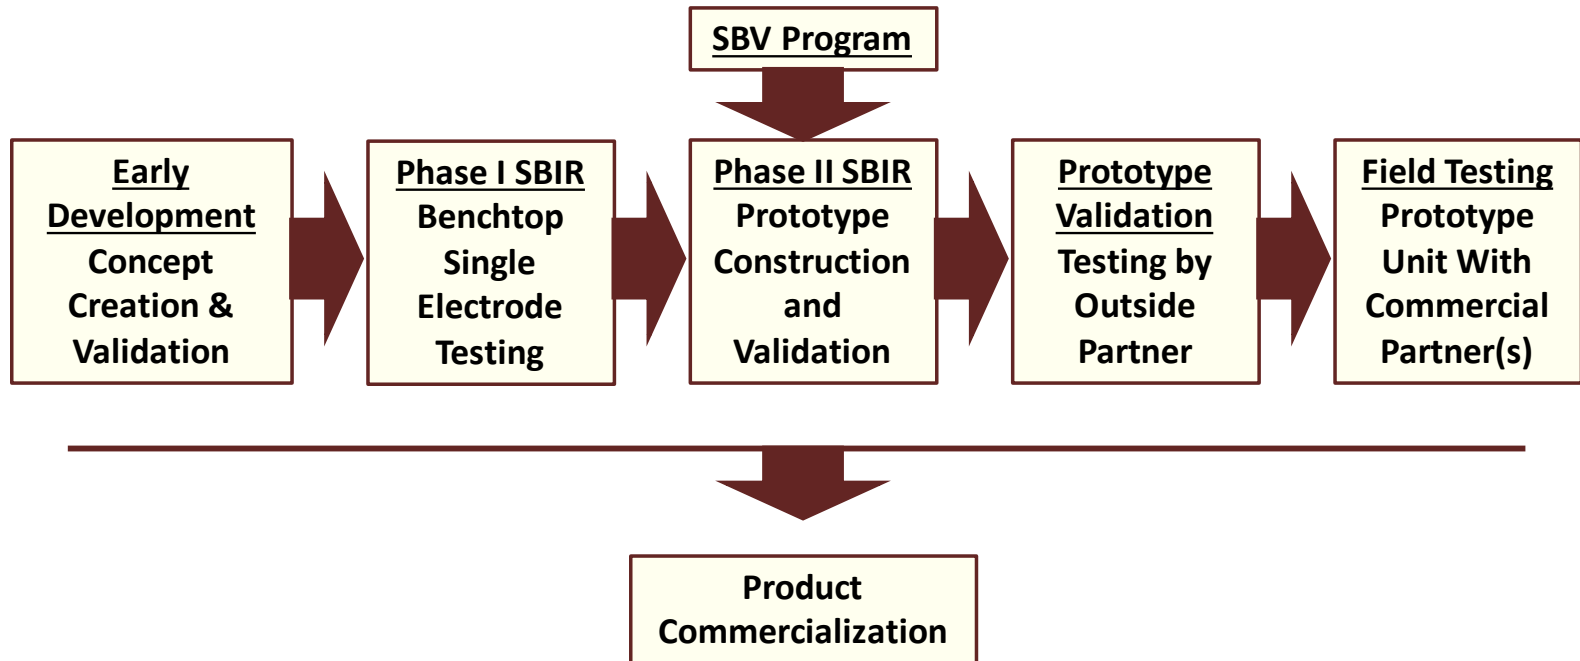 SBV Program
Early
Development
Concept
Creation &
Validation
Phase I SBIR
Benchtop
Single
Electrode
Testing
Phase II SBIR
Prototype
Construction
and
Validation
Prototype
Validation
Testing by
Outside
Partner
Field Testing
Prototype
Unit With
Commercial
Partner(s)
Product
Commercialization